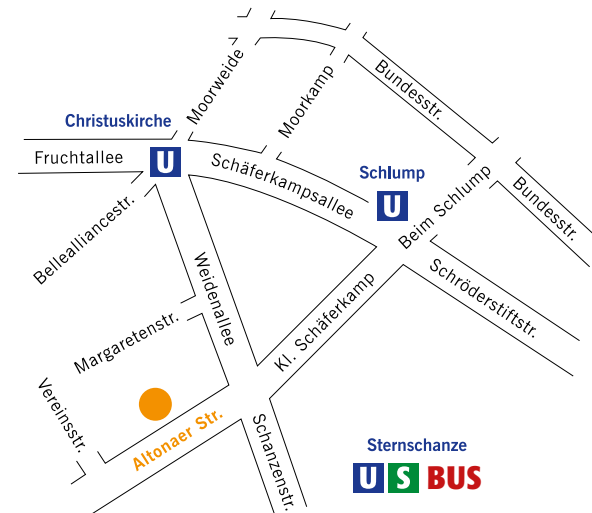 Moorweide
Bundesstr.
Christuskirche
Moorkamp
Fruchtallee
U
Schäferkampsallee
Schlump
U
Beim Schlump
Bundesstr.
Bellealliancestr.
Weidenallee
Schröderstiftstr.
Kl. Schäferkamp
Margaretenstr.
Vereinsstr.
Altonaer Str.
Schanzenstr.
Sternschanze
U S BUS